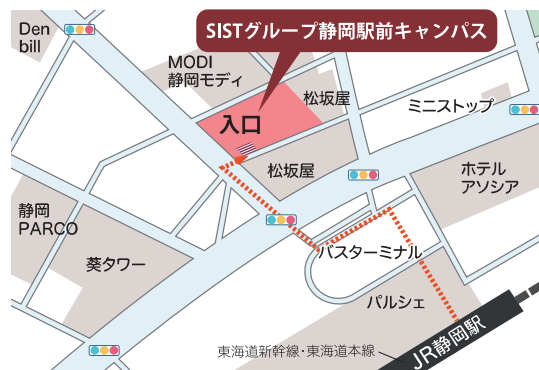 SISTグループ静岡駅前キャンパス
Den
bill
MODI
静岡モディ
松坂屋
入口
ミニストップ
松坂屋
ホテル
アソシア
静岡
PARCO
葵タワー
バスターミナル
パルシェ
JR静岡駅
東海道新幹線・東海道本線